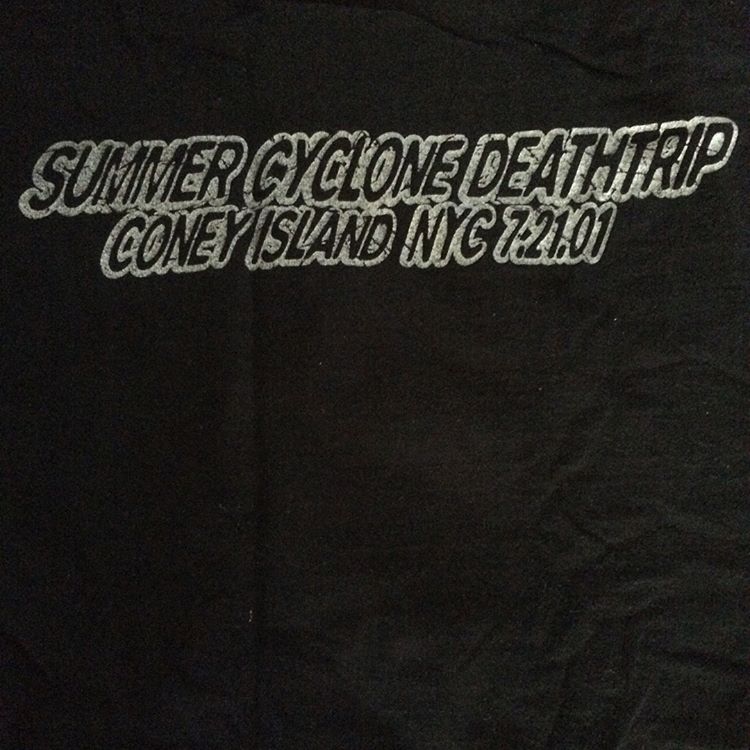 SUMMER CYCLONE DEATHTRIP
CONEY ISLAND NYC 7.21.01